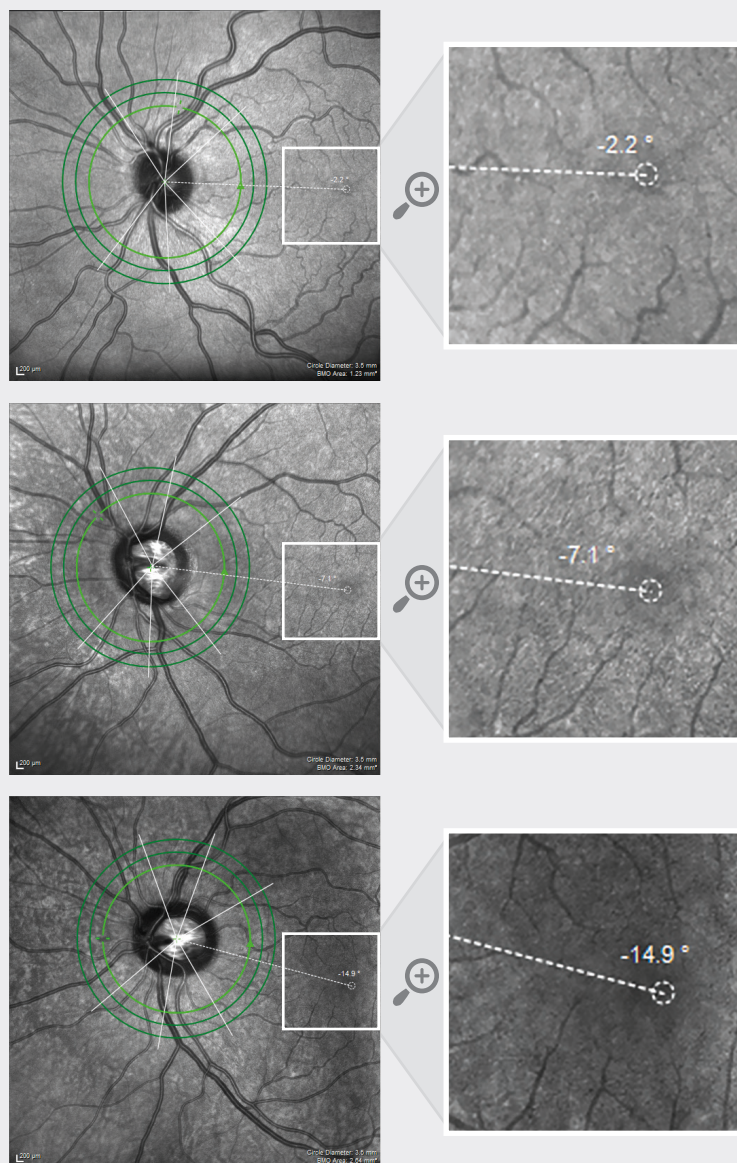 -2.2 °
-2.2 °
200 µm
Circle Diameter: 3.5 mm
BMO Area: 1.23 mm²
-7.1 °
-7.1 °
200 µm
Circle Diameter: 3.5 mm
BMO Area: 2.34 mm²
-14.9 °
-14.9 °
200 µm
Circle Diameter: 3.5 mm
BMO Area: 2.64 mm²